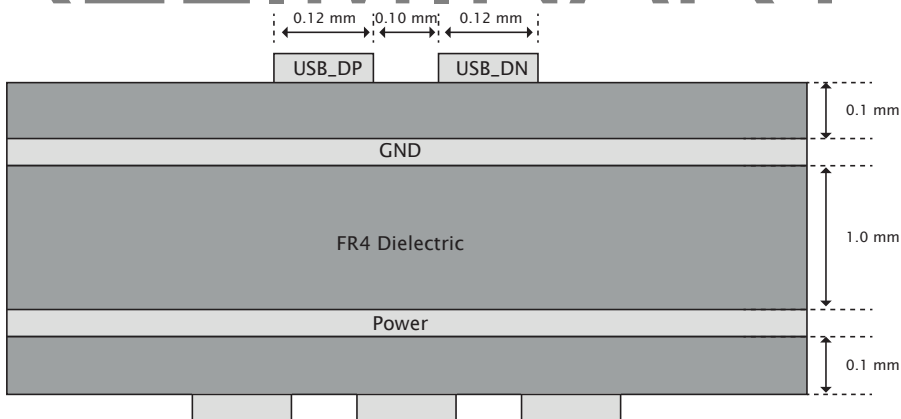 0.12 mm 0.10 mm 0.12 mm
USB_DP USB_DN
0.1 mm
GND
FR4 Dielectric
1.0 mm
Power
0.1 mm